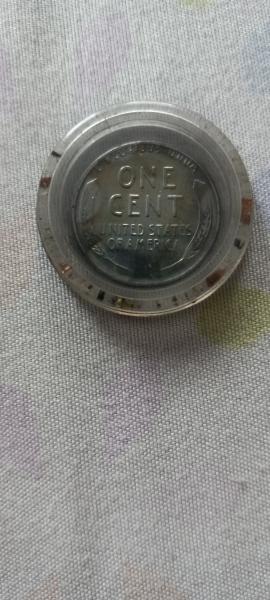 ONE
CENT
UNITED STATES
OF AMERICA